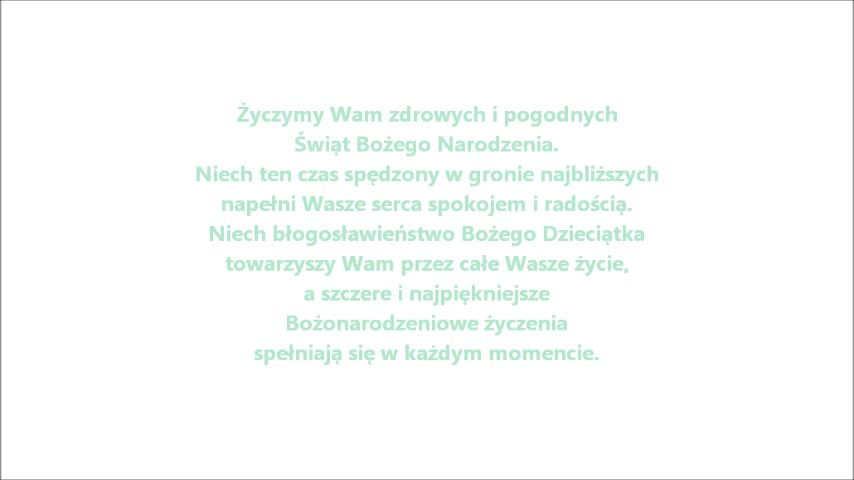 Życzymy Wam zdrowych i pogodnych
Świąt Bożego Narodzenia.
Niech ten czas spędzony w gronie najbliższych
napełni Wasze serca spokojem i radością.
Niech błogosławieństwo Bożego Dzieciątka
towarzyszy Wam przez całe Wasze życie,
a szczere i najpiękniejsze
Bożonarodzeniowe życzenia
spełniają się w każdym momencie.